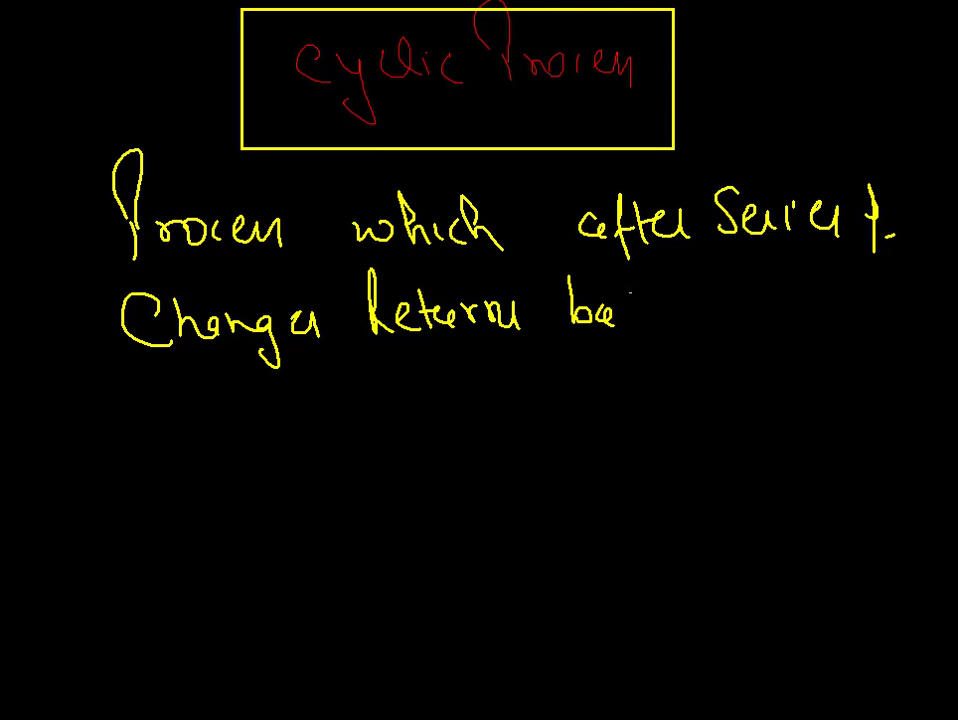 Cyclic Process
Process which after Series of
Changes Returns ba